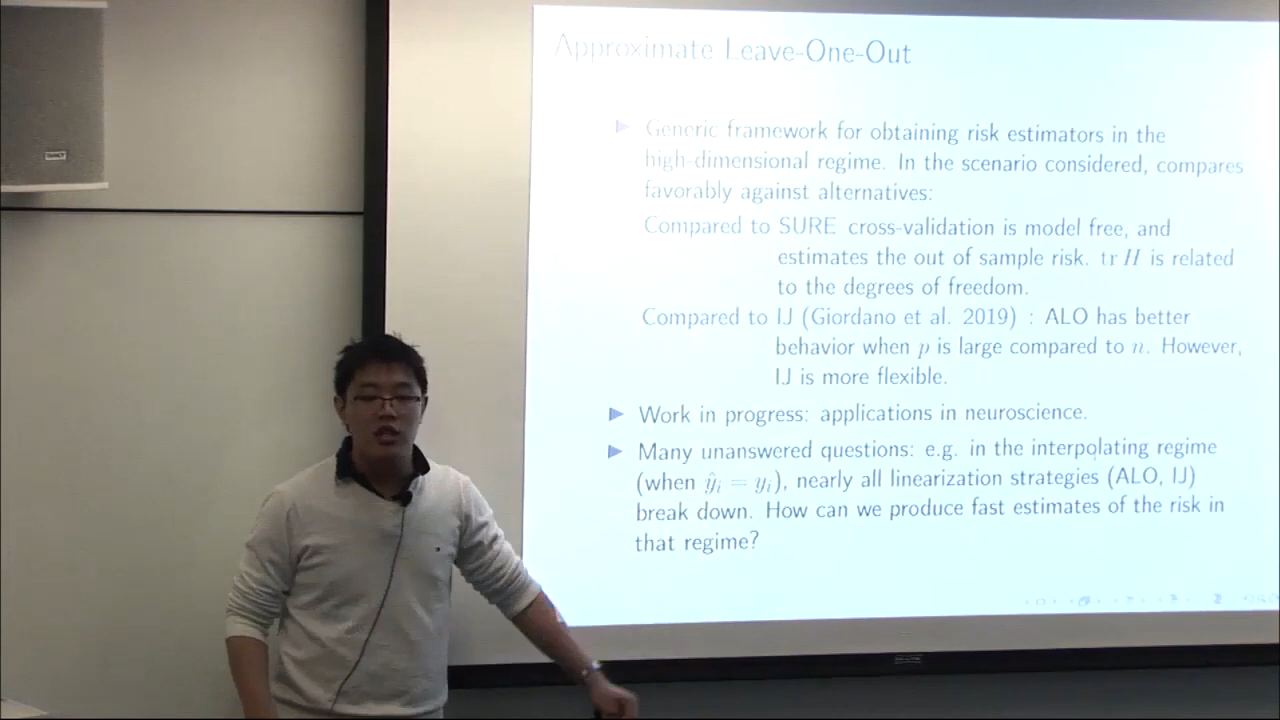 Approximate Leave-One-Out
Generic framework for obtaining risk estimators in the
high-dimensional regime. In the scenario considered, compares
favorably against alternatives:
Compared to SURE cross-validation is model free, and
estimates the out of sample risk. tr H is related
to the degrees of freedom.
Compared to IJ (Giordano et al. 2019) : ALO has better
behavior when p is large compared to n. However,
IJ is more flexible.
Work in progress: applications in neuroscience.
Many unanswered questions: e.g. in the interpolating regime
(when ŷᵢ = yᵢ), nearly all linearization strategies (ALO, IJ)
break down. How can we produce fast estimates of the risk in
that regime?